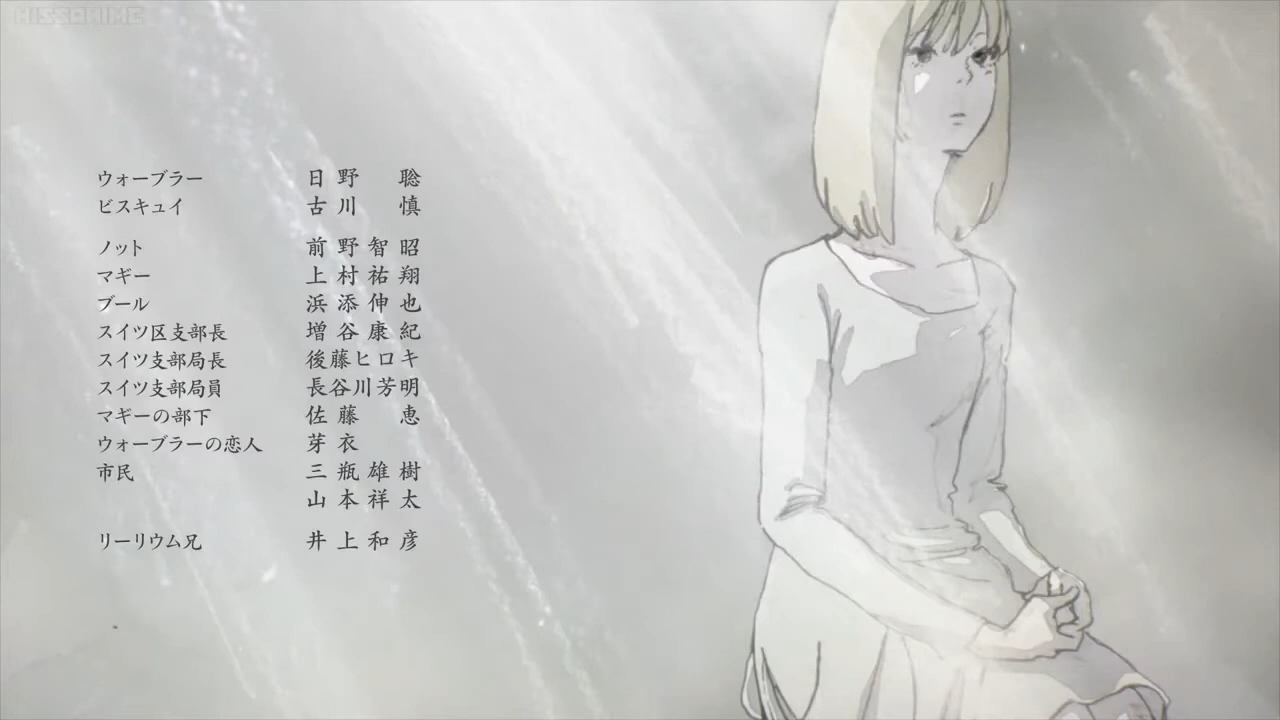 HISSOHIME
ウォーブラー 日野 聡
ビスキュイ 古川 慎
ノット 前野智昭
マギー 上村祐翔
ブール 浜添伸也
スイツ区支部長 増谷康紀
スイツ支部局長 後藤ヒロキ
スイツ支部局員 長谷川芳明
マギーの部下 佐藤 恵
ウォーブラーの恋人 芽衣
市民 三瓶雄樹
山本祥太
リーリウム兄 井上和彦